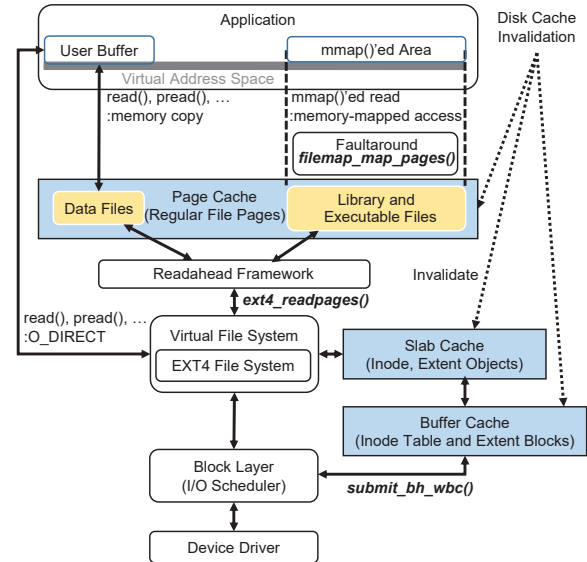 Application
Disk Cache
Invalidation
User Buffer
mmap()'ed Area
Virtual Address Space
read(), pread(), …
:memory copy
mmap()'ed read
:memory-mapped access
Faultaround
filemap_map_pages()
Data Files
Page Cache
(Regular File Pages)
Library and
Executable Files
Readahead Framework
Invalidate
ext4_readpages()
read(), pread(), …
:O_DIRECT
Virtual File System
EXT4 File System
Slab Cache
(Inode, Extent Objects)
Buffer Cache
(Inode Table and Extent Blocks)
Block Layer
(I/O Scheduler)
submit_bh_wbc()
Device Driver